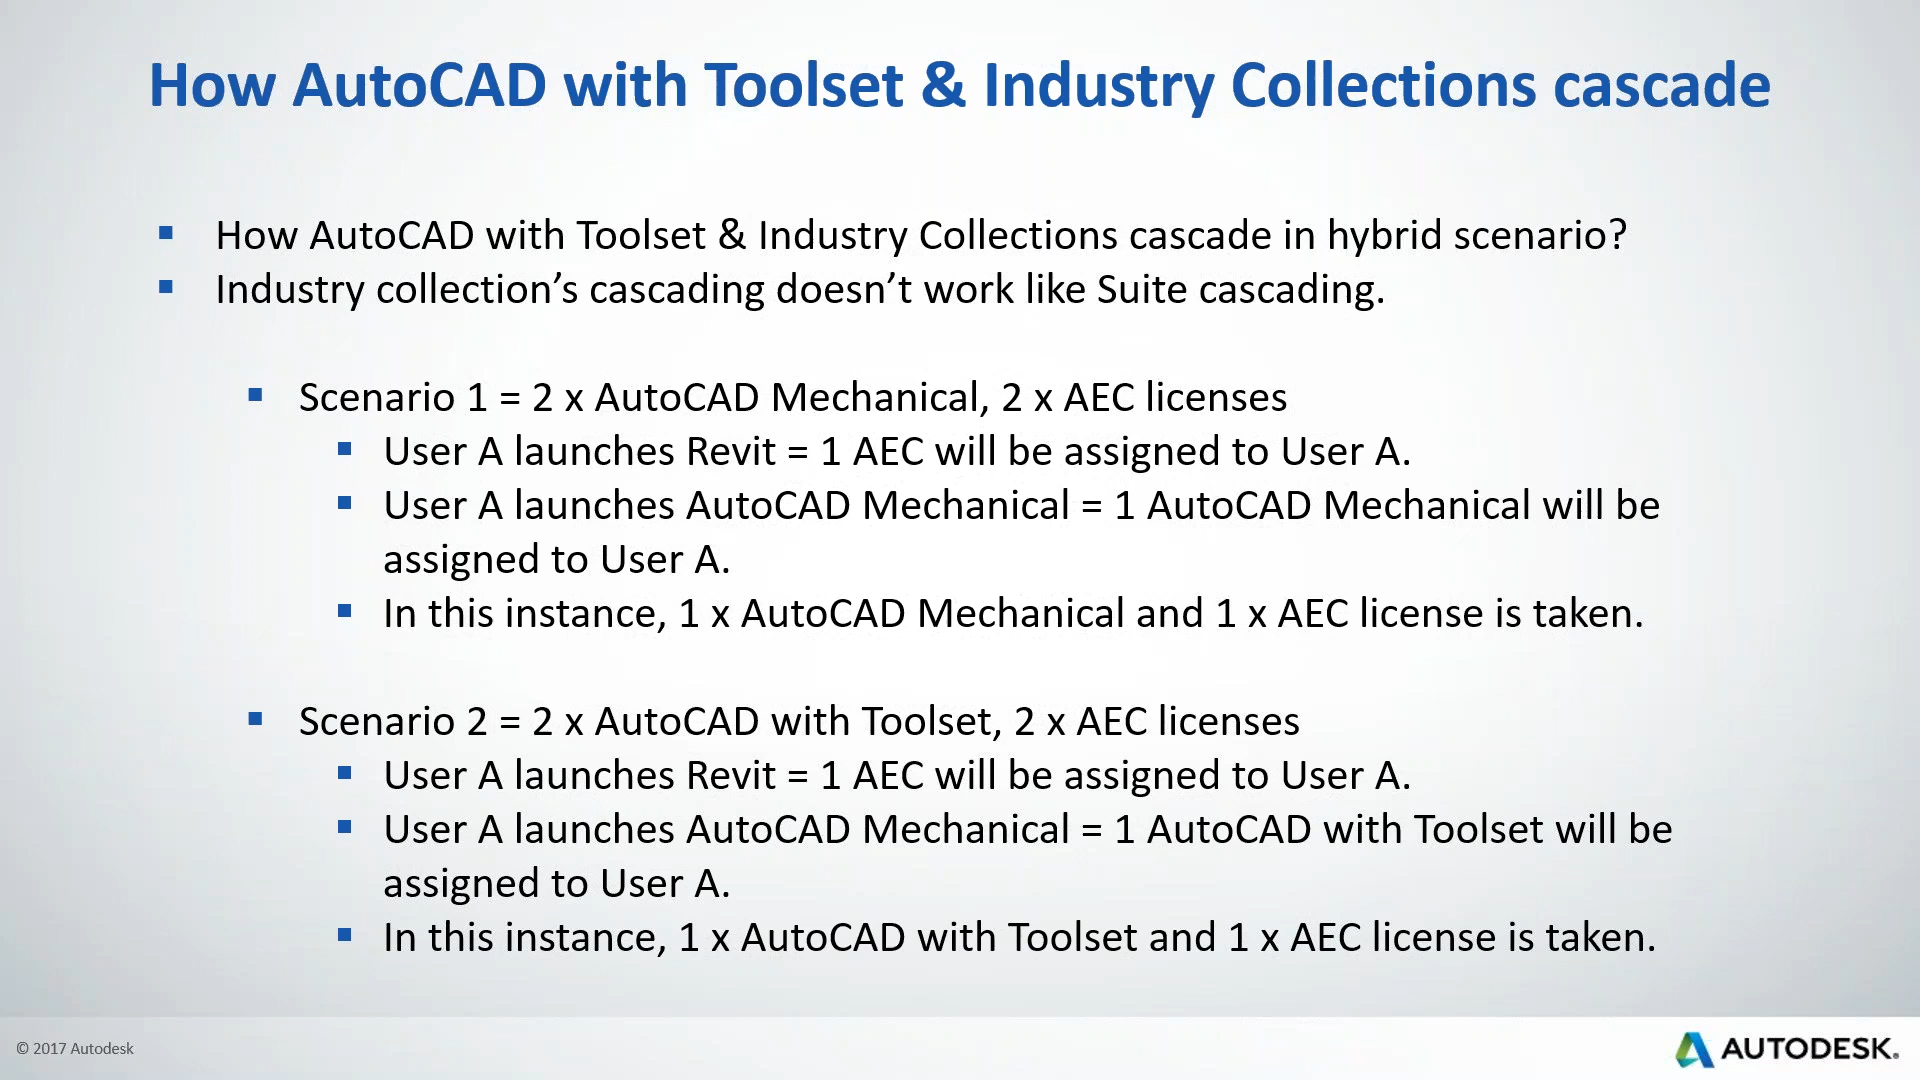 How AutoCAD with Toolset & Industry Collections cascade
▪ How AutoCAD with Toolset & Industry Collections cascade in hybrid scenario?
▪ Industry collection’s cascading doesn’t work like Suite cascading.
▪ Scenario 1 = 2 x AutoCAD Mechanical, 2 x AEC licenses
▪ User A launches Revit = 1 AEC will be assigned to User A.
▪ User A launches AutoCAD Mechanical = 1 AutoCAD Mechanical will be
assigned to User A.
▪ In this instance, 1 x AutoCAD Mechanical and 1 x AEC license is taken.
▪ Scenario 2 = 2 x AutoCAD with Toolset, 2 x AEC licenses
▪ User A launches Revit = 1 AEC will be assigned to User A.
▪ User A launches AutoCAD Mechanical = 1 AutoCAD with Toolset will be
assigned to User A.
▪ In this instance, 1 x AutoCAD with Toolset and 1 x AEC license is taken.
© 2017 Autodesk
AUTODESK.